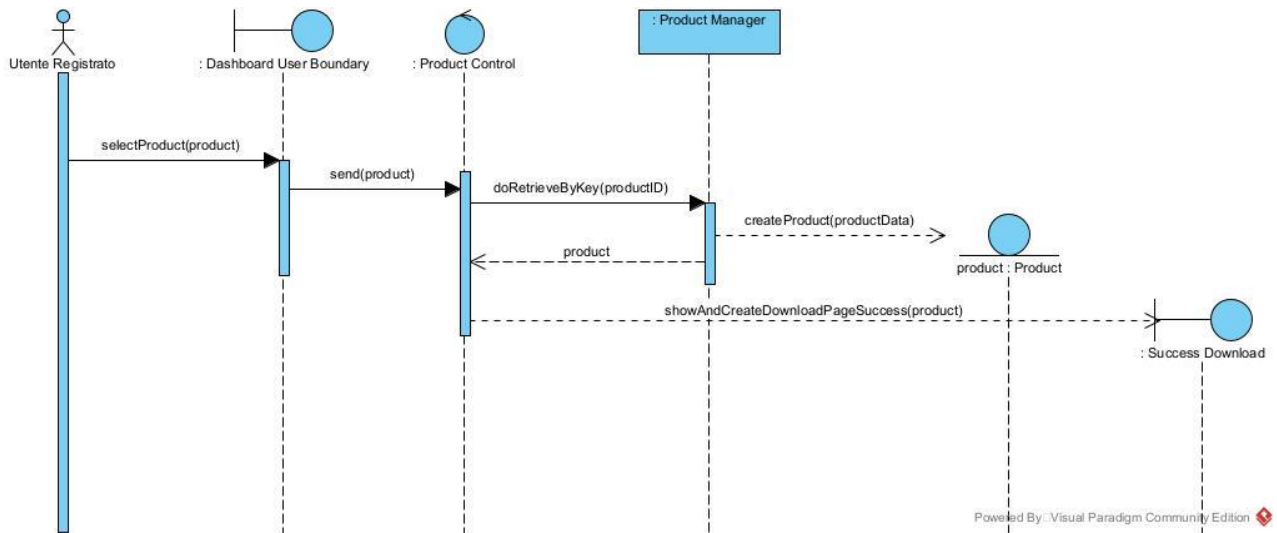 : Product Manager
Utente Registrato
: Dashboard User Boundary
: Product Control
selectProduct(product)
send(product)
doRetrieveByKey(productID)
createProduct(productData)
product
product : Product
showAndCreateDownloadPageSuccess(product)
: Success Download
Powered By Visual Paradigm Community Edition